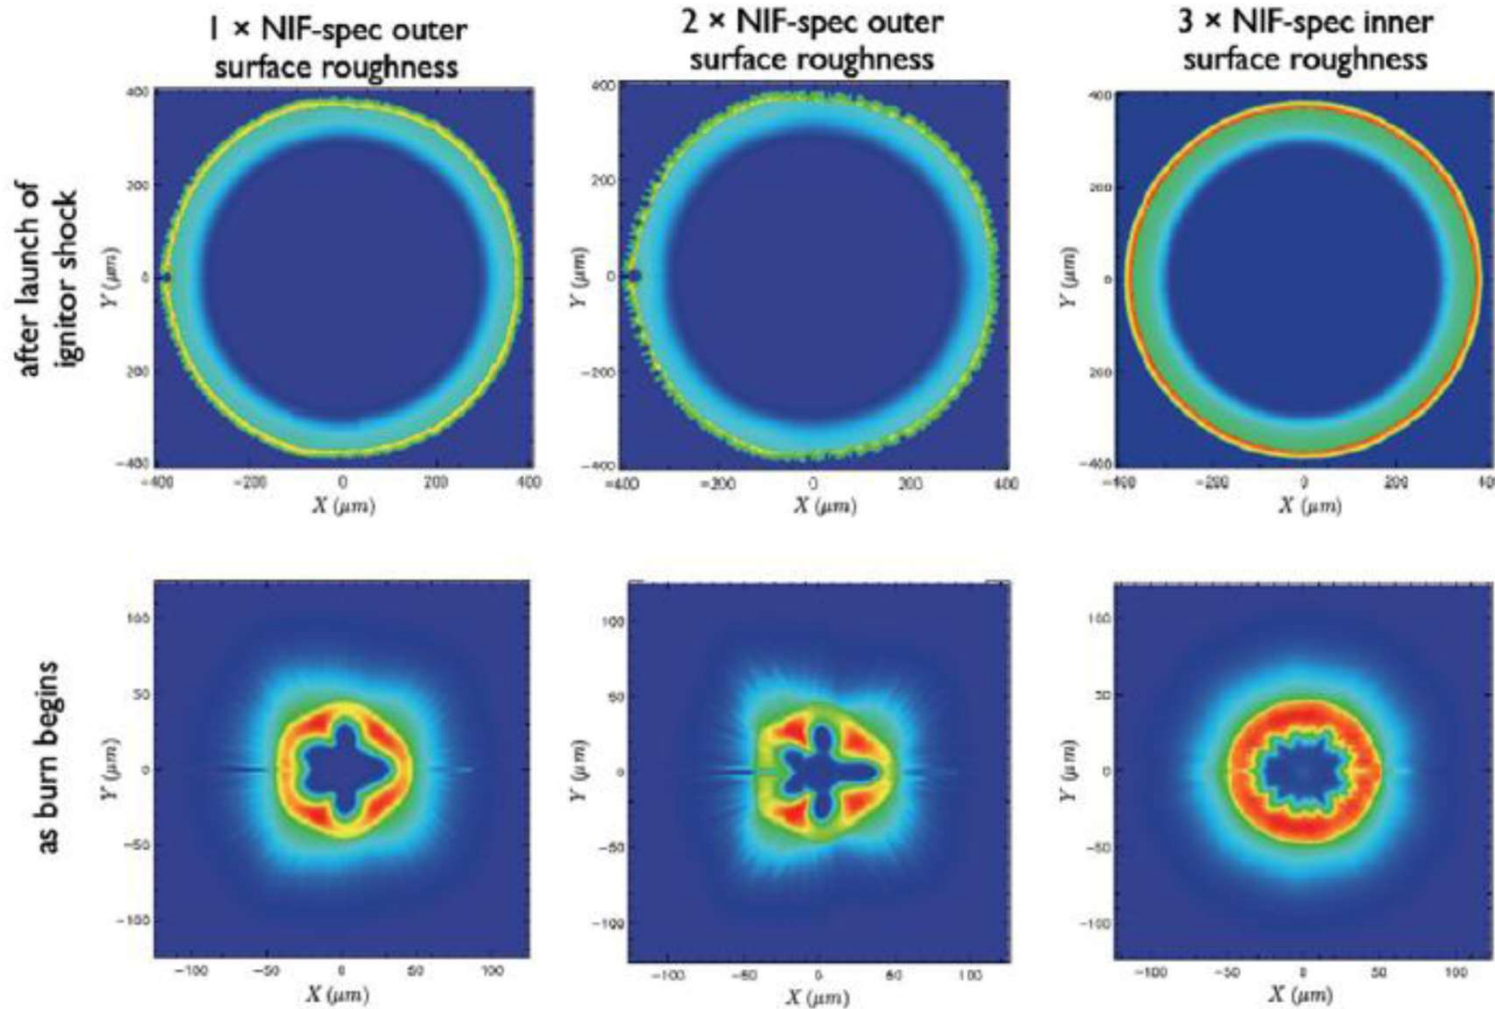 1 × NIF-spec outer
surface roughness
2 × NIF-spec outer
surface roughness
3 × NIF-spec inner
surface roughness
after launch of
ignitor shock
Y (μm)
400
200
0
200
−400
−400
−200
0
200
400
X (μm)
Y (μm)
400
200
0
−200
−400
−400
−200
0
200
400
X (μm)
Y (μm)
400
200
0
−200
−400
−400
−200
0
200
400
X (μm)
as burn begins
Y (μm)
100
50
0
−50
−100
−100
−50
0
50
100
X (μm)
Y (μm)
100
50
0
−50
−100
−100
−50
0
50
100
X (μm)
Y (μm)
100
50
0
−50
−100
−100
−50
0
50
100
X (μm)